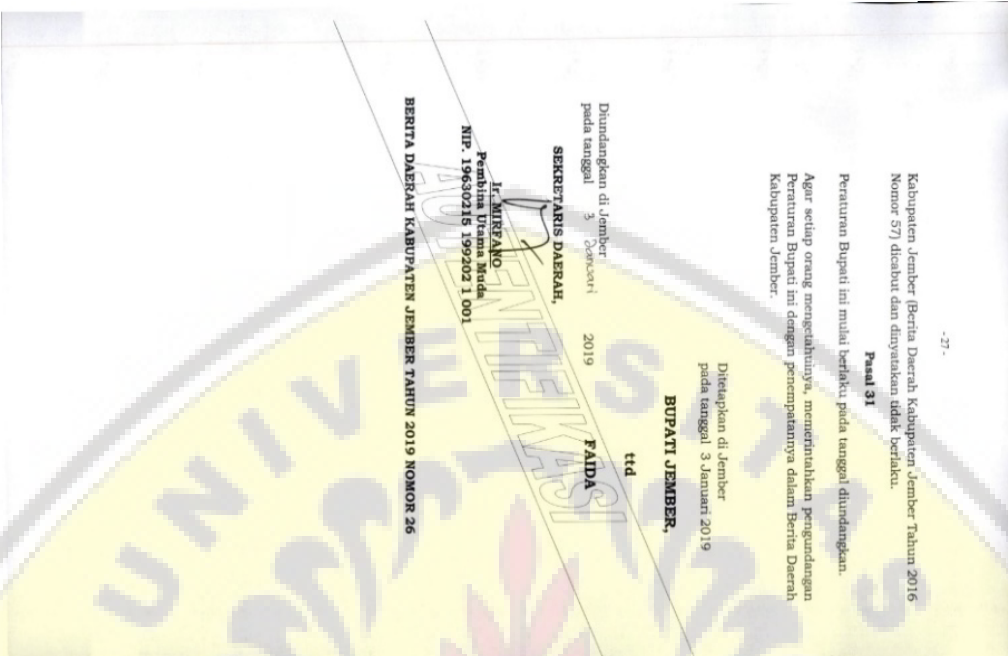 - 27 -
Kabupaten Jember (Berita Daerah Kabupaten Jember Tahun 2016
Nomor 57) dicabut dan dinyatakan tidak berlaku.
Pasal 31
Peraturan Bupati ini mulai berlaku pada tanggal diundangkan.
Agar setiap orang mengetahuinya, memerintahkan pengundangan
Peraturan Bupati ini dengan penempatannya dalam Berita Daerah
Kabupaten Jember.
Ditetapkan di Jember
pada tanggal 3 Januari 2019
BUPATI JEMBER,
ttd
FAIDA
Diundangkan di Jember
pada tanggal 3 Januari 2019
SEKRETARIS DAERAH,
Ir. MIRFANO
Pembina Utama Muda
NIP. 19630215 199202 1 001
BERITA DAERAH KABUPATEN JEMBER TAHUN 2019 NOMOR 26
AUTENTIFIKASI
UNIVERSITAS